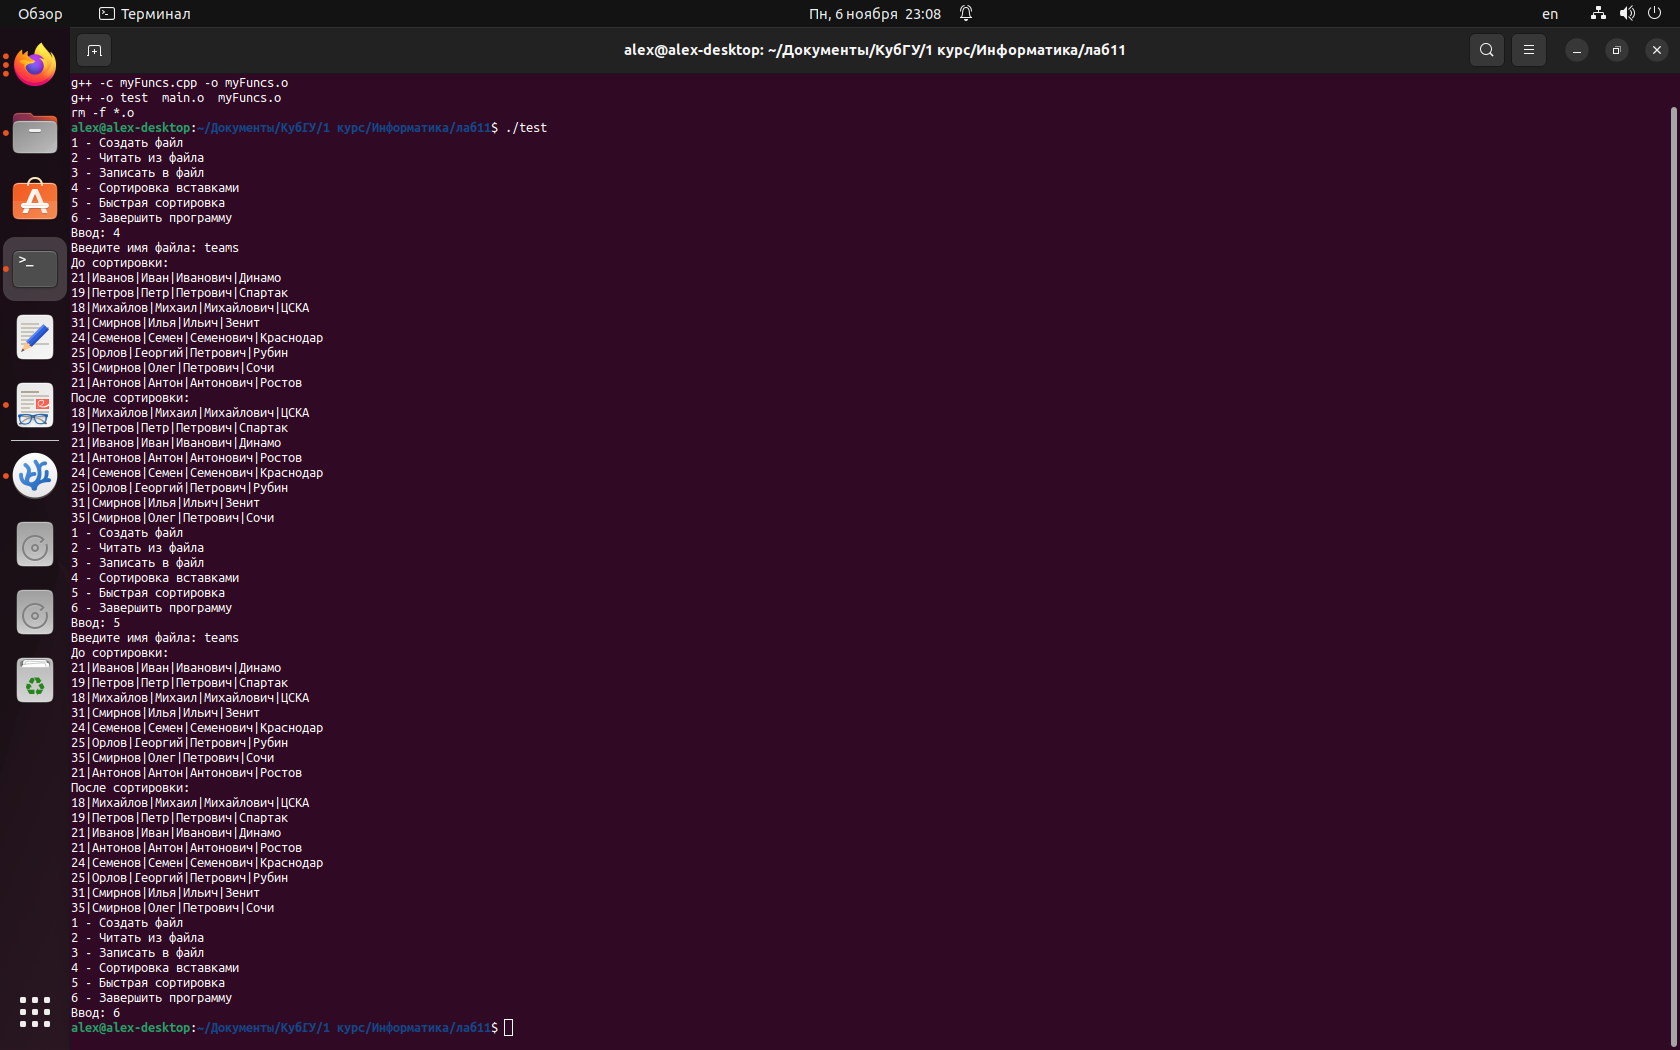 Обзор
Терминал
Пн, 6 ноября 23:08
en
alex@alex-desktop: ~/Документы/КубГУ/1 курс/Информатика/лаб11
g++ -c myFuncs.cpp -o myFuncs.o
g++ -o test  main.o  myFuncs.o
rm -f *.o
alex@alex-desktop:~/Документы/КубГУ/1 курс/Информатика/лаб11$ ./test
1 - Создать файл
2 - Читать из файла
3 - Записать в файл
4 - Сортировка вставками
5 - Быстрая сортировка
6 - Завершить программу
Ввод: 4
Введите имя файла: teams
До сортировки:
21|Иванов|Иван|Иванович|Динамо
19|Петров|Петр|Петрович|Спартак
18|Михайлов|Михаил|Михайлович|ЦСКА
31|Смирнов|Илья|Ильич|Зенит
24|Семенов|Семен|Семенович|Краснодар
25|Орлов|Георгий|Петрович|Рубин
35|Смирнов|Олег|Петрович|Сочи
21|Антонов|Антон|Антонович|Ростов
После сортировки:
18|Михайлов|Михаил|Михайлович|ЦСКА
19|Петров|Петр|Петрович|Спартак
21|Иванов|Иван|Иванович|Динамо
21|Антонов|Антон|Антонович|Ростов
24|Семенов|Семен|Семенович|Краснодар
25|Орлов|Георгий|Петрович|Рубин
31|Смирнов|Илья|Ильич|Зенит
35|Смирнов|Олег|Петрович|Сочи
1 - Создать файл
2 - Читать из файла
3 - Записать в файл
4 - Сортировка вставками
5 - Быстрая сортировка
6 - Завершить программу
Ввод: 5
Введите имя файла: teams
До сортировки:
21|Иванов|Иван|Иванович|Динамо
19|Петров|Петр|Петрович|Спартак
18|Михайлов|Михаил|Михайлович|ЦСКА
31|Смирнов|Илья|Ильич|Зенит
24|Семенов|Семен|Семенович|Краснодар
25|Орлов|Георгий|Петрович|Рубин
35|Смирнов|Олег|Петрович|Сочи
21|Антонов|Антон|Антонович|Ростов
После сортировки:
18|Михайлов|Михаил|Михайлович|ЦСКА
19|Петров|Петр|Петрович|Спартак
21|Иванов|Иван|Иванович|Динамо
21|Антонов|Антон|Антонович|Ростов
24|Семенов|Семен|Семенович|Краснодар
25|Орлов|Георгий|Петрович|Рубин
31|Смирнов|Илья|Ильич|Зенит
35|Смирнов|Олег|Петрович|Сочи
1 - Создать файл
2 - Читать из файла
3 - Записать в файл
4 - Сортировка вставками
5 - Быстрая сортировка
6 - Завершить программу
Ввод: 6
alex@alex-desktop:~/Документы/КубГУ/1 курс/Информатика/лаб11$